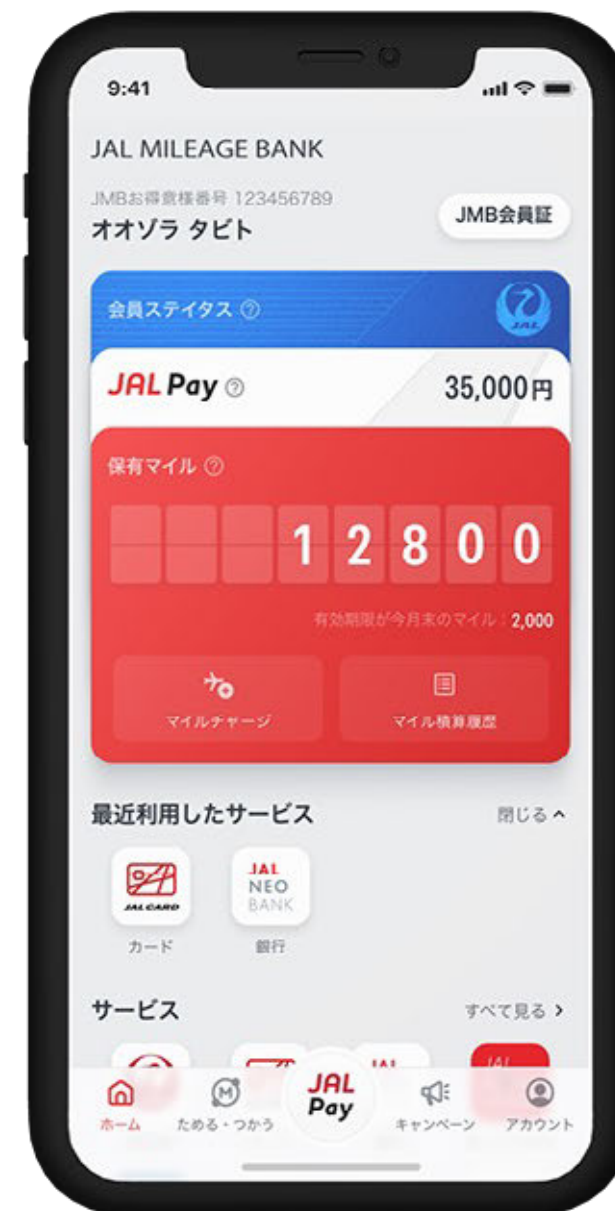 9:41
JAL MILEAGE BANK
JMBお得意様番号 123456789
オオゾラ タビト
JMB会員証
会員ステイタス ?
JAL
JAL Pay ?
35,000円
保有マイル ?
12800
有効期限が今月末のマイル : 2,000
マイルチャージ
マイル積算履歴
最近利用したサービス
閉じる
JAL CARD
JAL
NEO
BANK
カード
銀行
サービス
すべて見る
JAL
JAL
ホーム
ためる・つかう
JAL
Pay
キャンペーン
アカウント